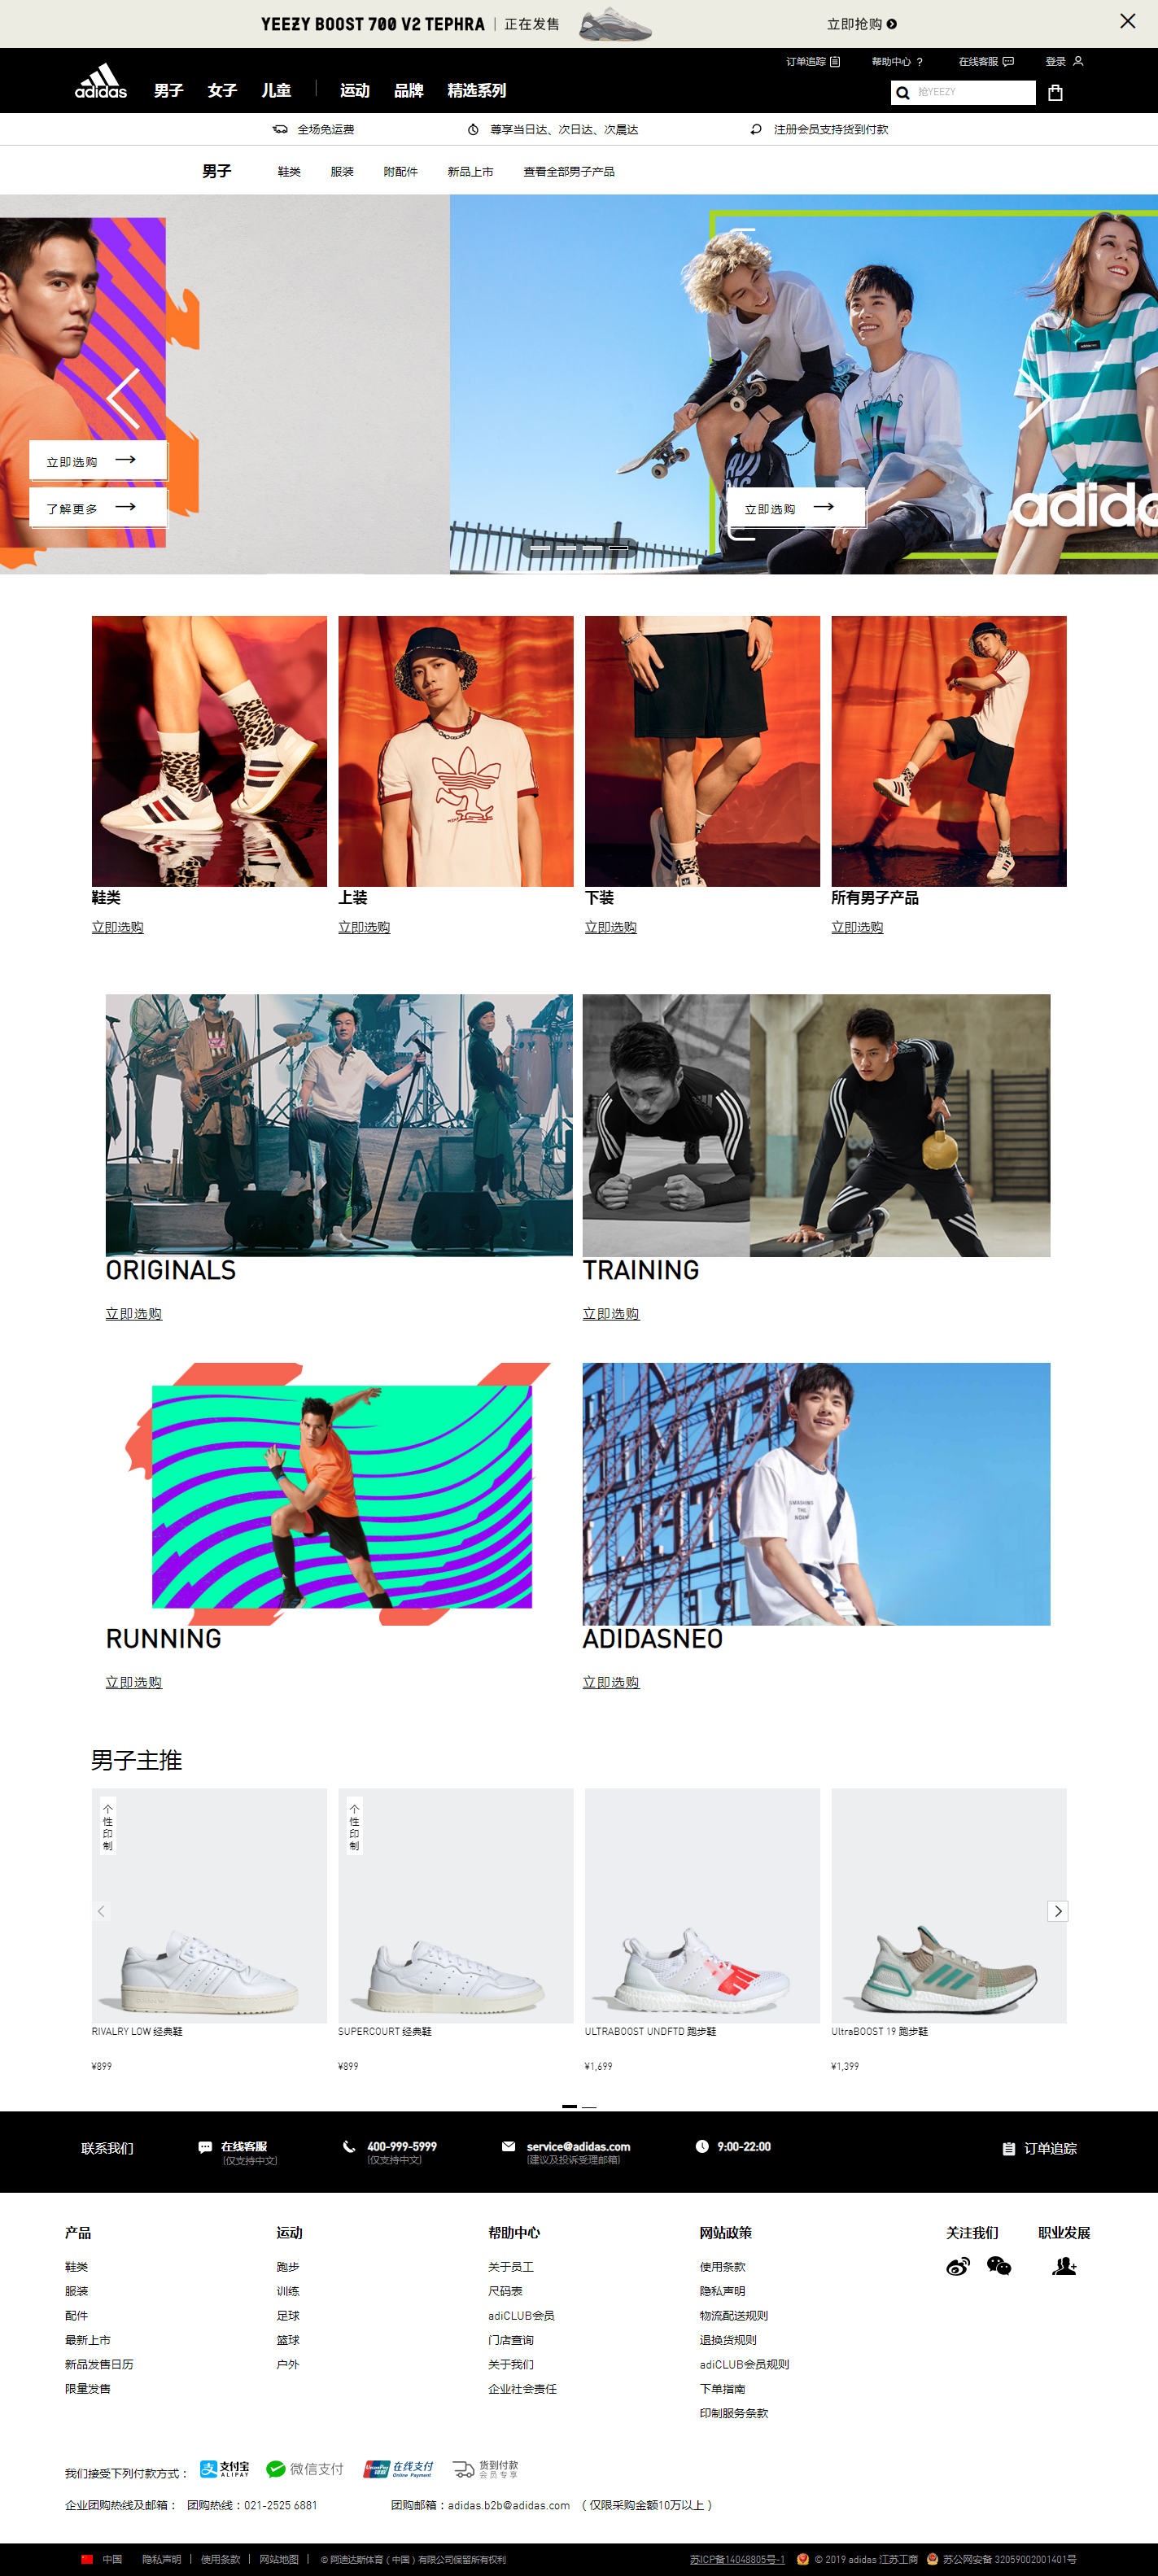 YEEZY BOOST 700 V2 TEPHRA 正在发售 立即抢购
订单追踪 帮助中心 ? 在线客服 登录
adidas 男子 女子 儿童 运动 品牌 精选系列 抢YEEZY
全场免运费 尊享当日达、次日达、次晨达 注册会员支持货到付款
男子 鞋类 服装 附配件 新品上市 查看全部男子产品
立即选购
了解更多
立即选购
adidas
鞋类 上装 下装 所有男子产品
立即选购 立即选购 立即选购 立即选购
ORIGINALS TRAINING
立即选购 立即选购
SMASHING
THE
RUNNING ADIDASNEO
立即选购 立即选购
男子主推
个性印制 个性印制
RIVALRY LOW 经典鞋 SUPERCOURT 经典鞋 ULTRABOOST UNDFTD 跑步鞋 UltraBOOST 19 跑步鞋
¥899 ¥899 ¥1,699 ¥1,399
联系我们 在线客服 400-999-5999 service@adidas.com 9:00-22:00 订单追踪
(仅支持中文) (仅支持中文) (建议及投诉受理邮箱)
产品 运动 帮助中心 网站政策 关注我们 职业发展
鞋类 跑步 关于员工 使用条款
服装 训练 尺码表 隐私声明
配件 足球 adiCLUB会员 物流配送规则
最新上市 篮球 门店查询 退换货规则
新品发售日历 户外 关于我们 adiCLUB会员规则
限量发售 企业社会责任 下单指南
印制服务条款
我们接受下列付款方式： 支付宝 ALIPAY 微信支付 UnionPay 银联 在线支付 Online Payment 货到付款 会员专享
企业团购热线及邮箱： 团购热线：021-2525 6881 团购邮箱：adidas.b2b@adidas.com （仅限采购金额10万以上）
中国 隐私声明 | 使用条款 | 网站地图 | © 阿迪达斯体育（中国）有限公司保留所有权利 苏ICP备14048805号-1 © 2019 adidas 江苏工商 苏公网安备 32059002001401号